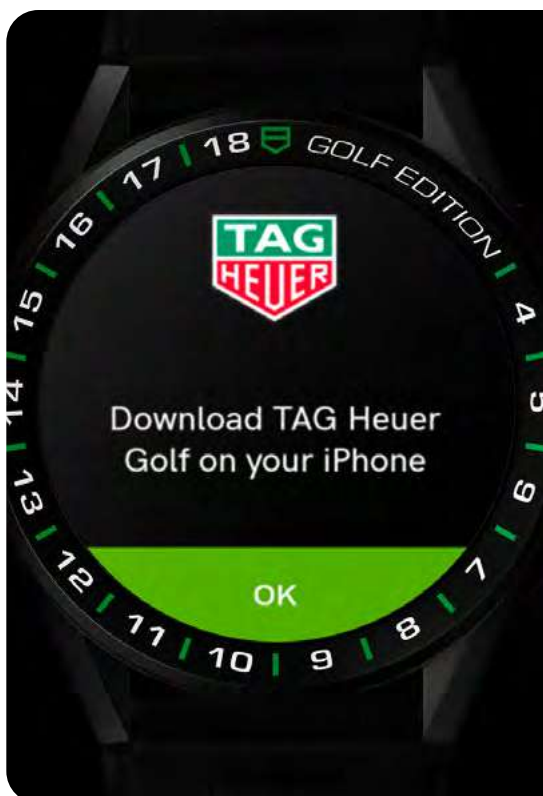 18 GOLF EDITION
4
5
6
7
8
9
10
11
12
13
14
15
16
17
TAG
HEUER
Download TAG Heuer
Golf on your iPhone
OK